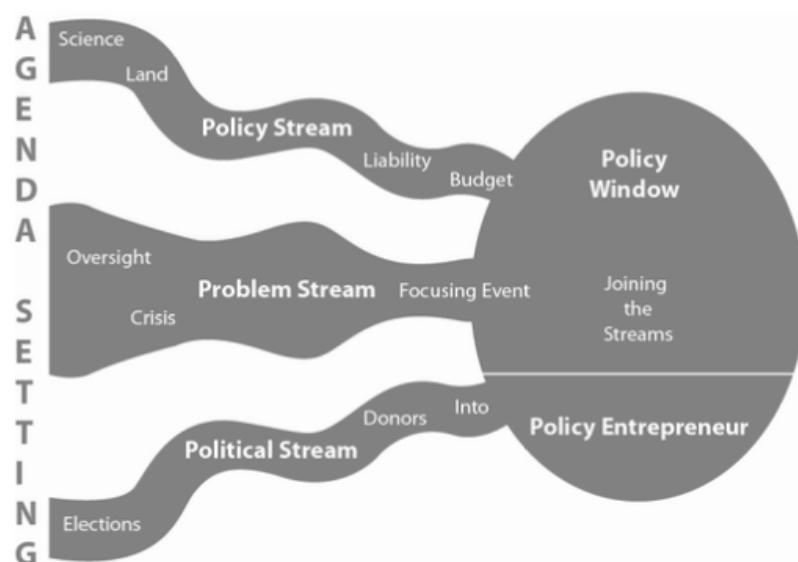 AGENDA SETTING
Science
Land
Policy Stream
Liability
Budget
Oversight
Crisis
Problem Stream
Focusing Event
Elections
Political Stream
Donors
Into
Policy
Window
Joining
the
Streams
Policy Entrepreneur